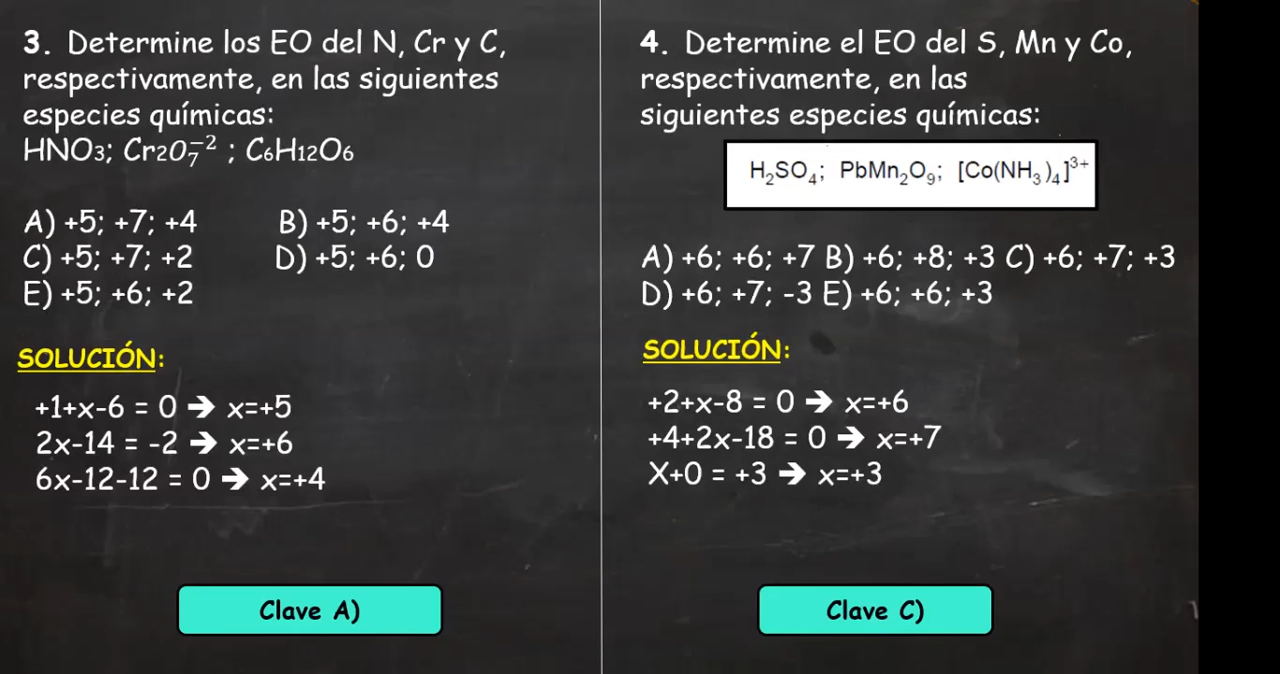 3. Determine los EO del N, Cr y C,
respectivamente, en las siguientes
especies químicas:
HNO₃; Cr₂O₇⁻² ; C₆H₁₂O₆
A) +5; +7; +4 B) +5; +6; +4
C) +5; +7; +2 D) +5; +6; 0
E) +5; +6; +2
SOLUCIÓN:
+1+x-6 = 0 ➔ x=+5
2x-14 = -2 ➔ x=+6
6x-12-12 = 0 ➔ x=+4
Clave A)
4. Determine el EO del S, Mn y Co,
respectivamente, en las
siguientes especies químicas:
H₂SO₄; PbMn₂O₉; [Co(NH₃)₄]³⁺
A) +6; +6; +7 B) +6; +8; +3 C) +6; +7; +3
D) +6; +7; -3 E) +6; +6; +3
SOLUCIÓN:
+2+x-8 = 0 ➔ x=+6
+4+2x-18 = 0 ➔ x=+7
X+0 = +3 ➔ x=+3
Clave C)